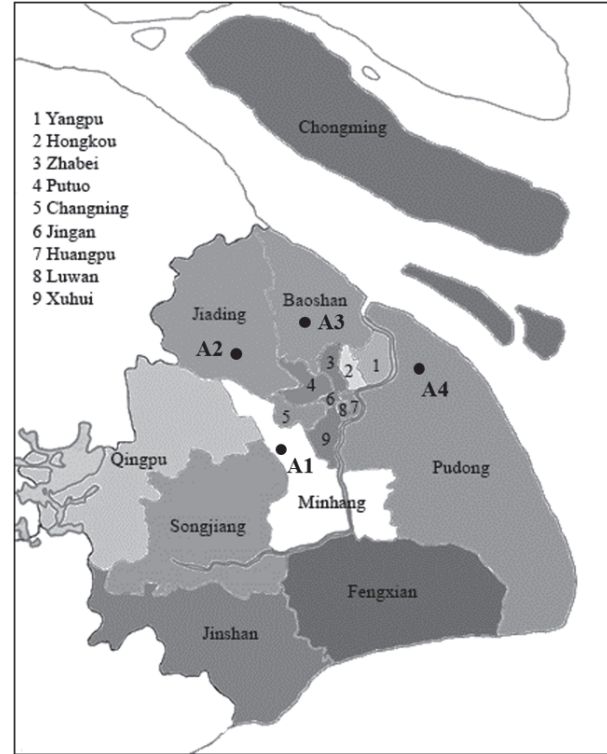 Chongming
1 Yangpu
2 Hongkou
3 Zhabei
4 Putuo
5 Changning
6 Jingan
7 Huangpu
8 Luwan
9 Xuhui
Baoshan
Jiading
A3
A2
3
2
1
A4
4
6
8
7
5
9
Qingpu
A1
Pudong
Minhang
Songjiang
Fengxian
Jinshan